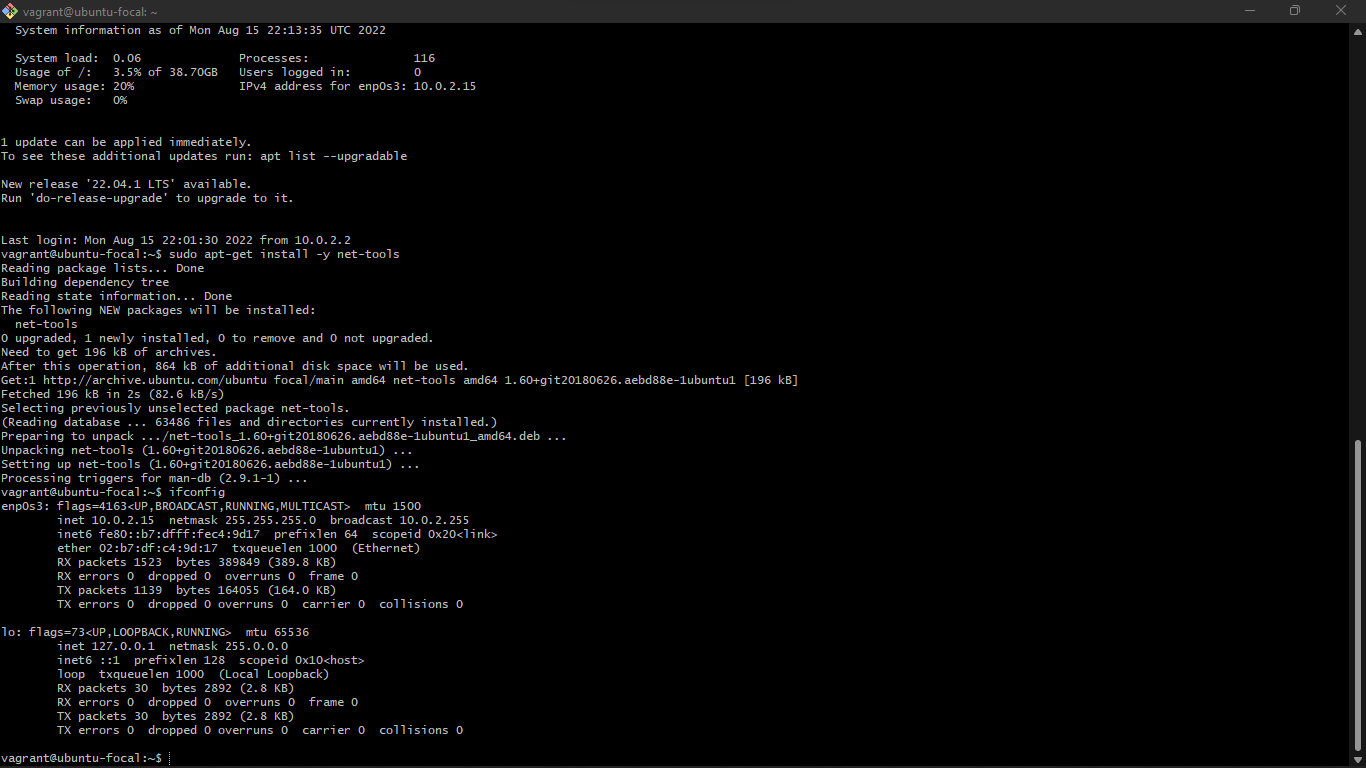 vagrant@ubuntu-focal: ~
System information as of Mon Aug 15 22:13:35 UTC 2022
System load:  0.06              Processes:               116
Usage of /:   3.5% of 38.70GB   Users logged in:         0
Memory usage: 20%               IPv4 address for enp0s3: 10.0.2.15
Swap usage:   0%
1 update can be applied immediately.
To see these additional updates run: apt list --upgradable
New release '22.04.1 LTS' available.
Run 'do-release-upgrade' to upgrade to it.
Last login: Mon Aug 15 22:01:30 2022 from 10.0.2.2
vagrant@ubuntu-focal:~$ sudo apt-get install -y net-tools
Reading package lists... Done
Building dependency tree
Reading state information... Done
The following NEW packages will be installed:
  net-tools
0 upgraded, 1 newly installed, 0 to remove and 0 not upgraded.
Need to get 196 kB of archives.
After this operation, 864 kB of additional disk space will be used.
Get:1 http://archive.ubuntu.com/ubuntu focal/main amd64 net-tools amd64 1.60+git20180626.aebd88e-1ubuntu1 [196 kB]
Fetched 196 kB in 2s (82.6 kB/s)
Selecting previously unselected package net-tools.
(Reading database ... 63486 files and directories currently installed.)
Preparing to unpack .../net-tools_1.60+git20180626.aebd88e-1ubuntu1_amd64.deb ...
Unpacking net-tools (1.60+git20180626.aebd88e-1ubuntu1) ...
Setting up net-tools (1.60+git20180626.aebd88e-1ubuntu1) ...
Processing triggers for man-db (2.9.1-1) ...
vagrant@ubuntu-focal:~$ ifconfig
enp0s3: flags=4163<UP,BROADCAST,RUNNING,MULTICAST>  mtu 1500
        inet 10.0.2.15  netmask 255.255.255.0  broadcast 10.0.2.255
        inet6 fe80::b7:dfff:fec4:9d17  prefixlen 64  scopeid 0x20<link>
        ether 02:b7:df:c4:9d:17  txqueuelen 1000  (Ethernet)
        RX packets 1523  bytes 389849 (389.8 KB)
        RX errors 0  dropped 0  overruns 0  frame 0
        TX packets 1139  bytes 164055 (164.0 KB)
        TX errors 0  dropped 0 overruns 0  carrier 0  collisions 0
lo: flags=73<UP,LOOPBACK,RUNNING>  mtu 65536
        inet 127.0.0.1  netmask 255.0.0.0
        inet6 ::1  prefixlen 128  scopeid 0x10<host>
        loop  txqueuelen 1000  (Local Loopback)
        RX packets 30  bytes 2892 (2.8 KB)
        RX errors 0  dropped 0  overruns 0  frame 0
        TX packets 30  bytes 2892 (2.8 KB)
        TX errors 0  dropped 0 overruns 0  carrier 0  collisions 0
vagrant@ubuntu-focal:~$